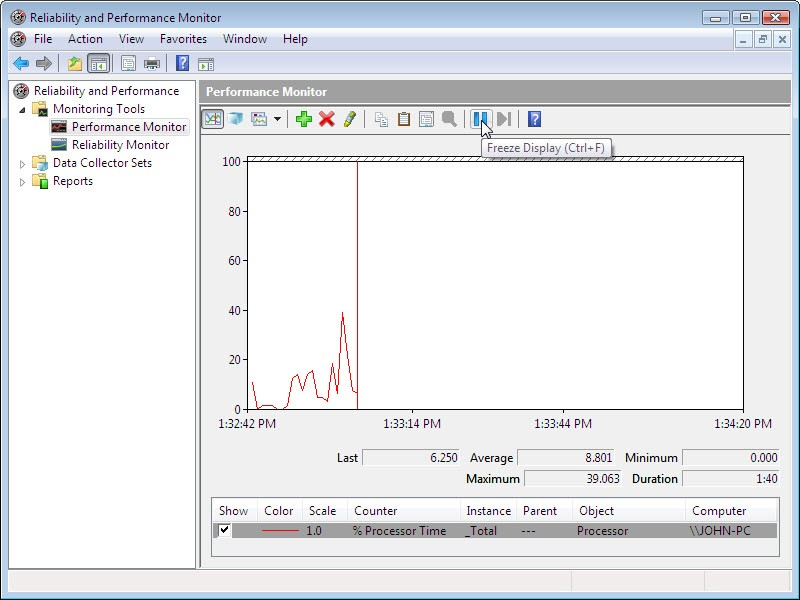 Reliability and Performance Monitor
File Action View Favorites Window Help
Reliability and Performance
Monitoring Tools
Performance Monitor
Reliability Monitor
Data Collector Sets
Reports
Performance Monitor
Freeze Display (Ctrl+F)
100
80
60
40
20
0
1:32:42 PM 1:33:14 PM 1:33:44 PM 1:34:20 PM
Last 6.250 Average 8.801 Minimum 0.000
Maximum 39.063 Duration 1:40
Show Color Scale Counter Instance Parent Object Computer
1.0 % Processor Time _Total --- Processor \\JOHN-PC